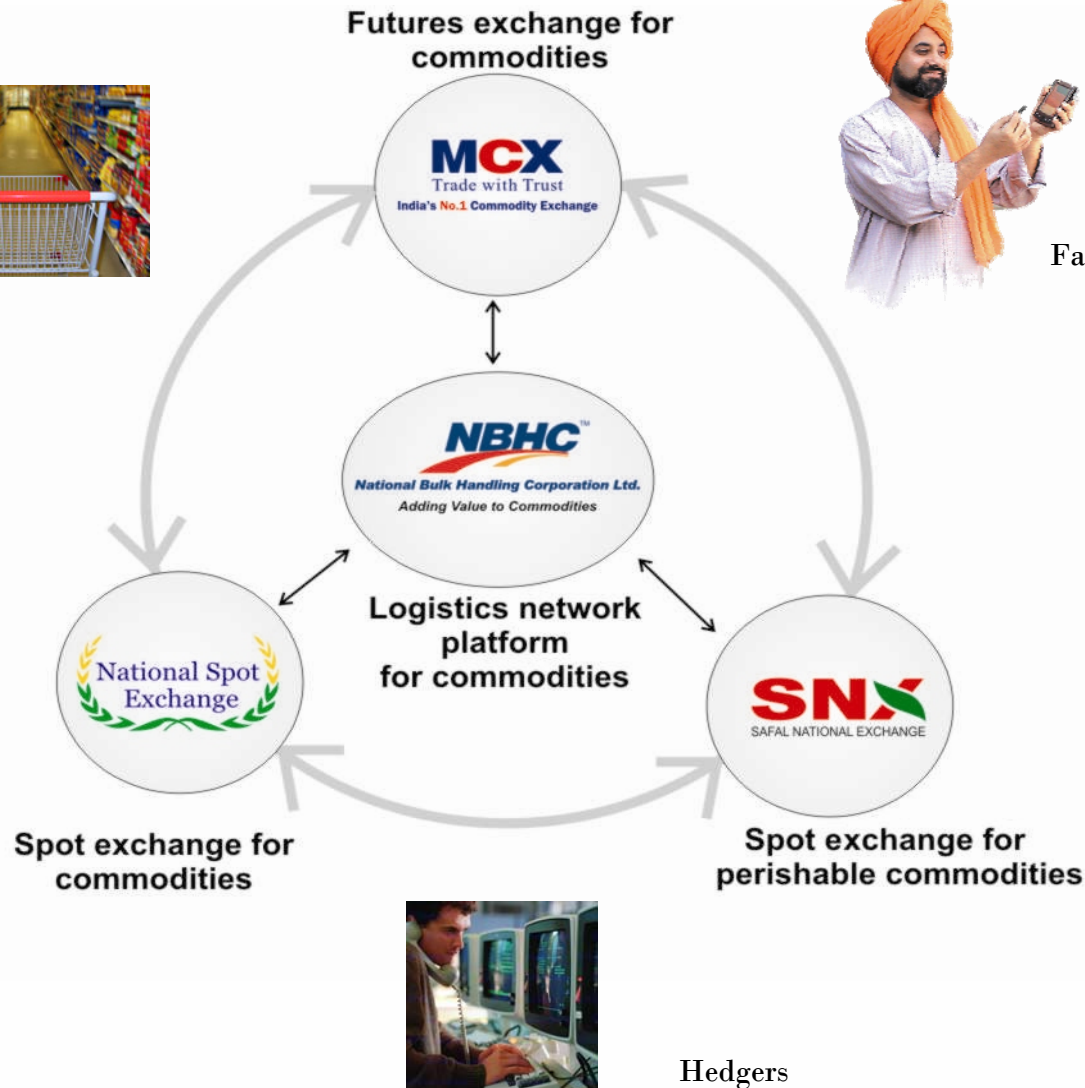 Futures exchange for
commodities
MCX
Trade with Trust
India's No.1 Commodity Exchange
Fa
NBHC™
National Bulk Handling Corporation Ltd.
Adding Value to Commodities
Logistics network
platform
for commodities
National Spot
Exchange
SNX
SAFAL NATIONAL EXCHANGE
Spot exchange for
commodities
Spot exchange for
perishable commodities
Hedgers